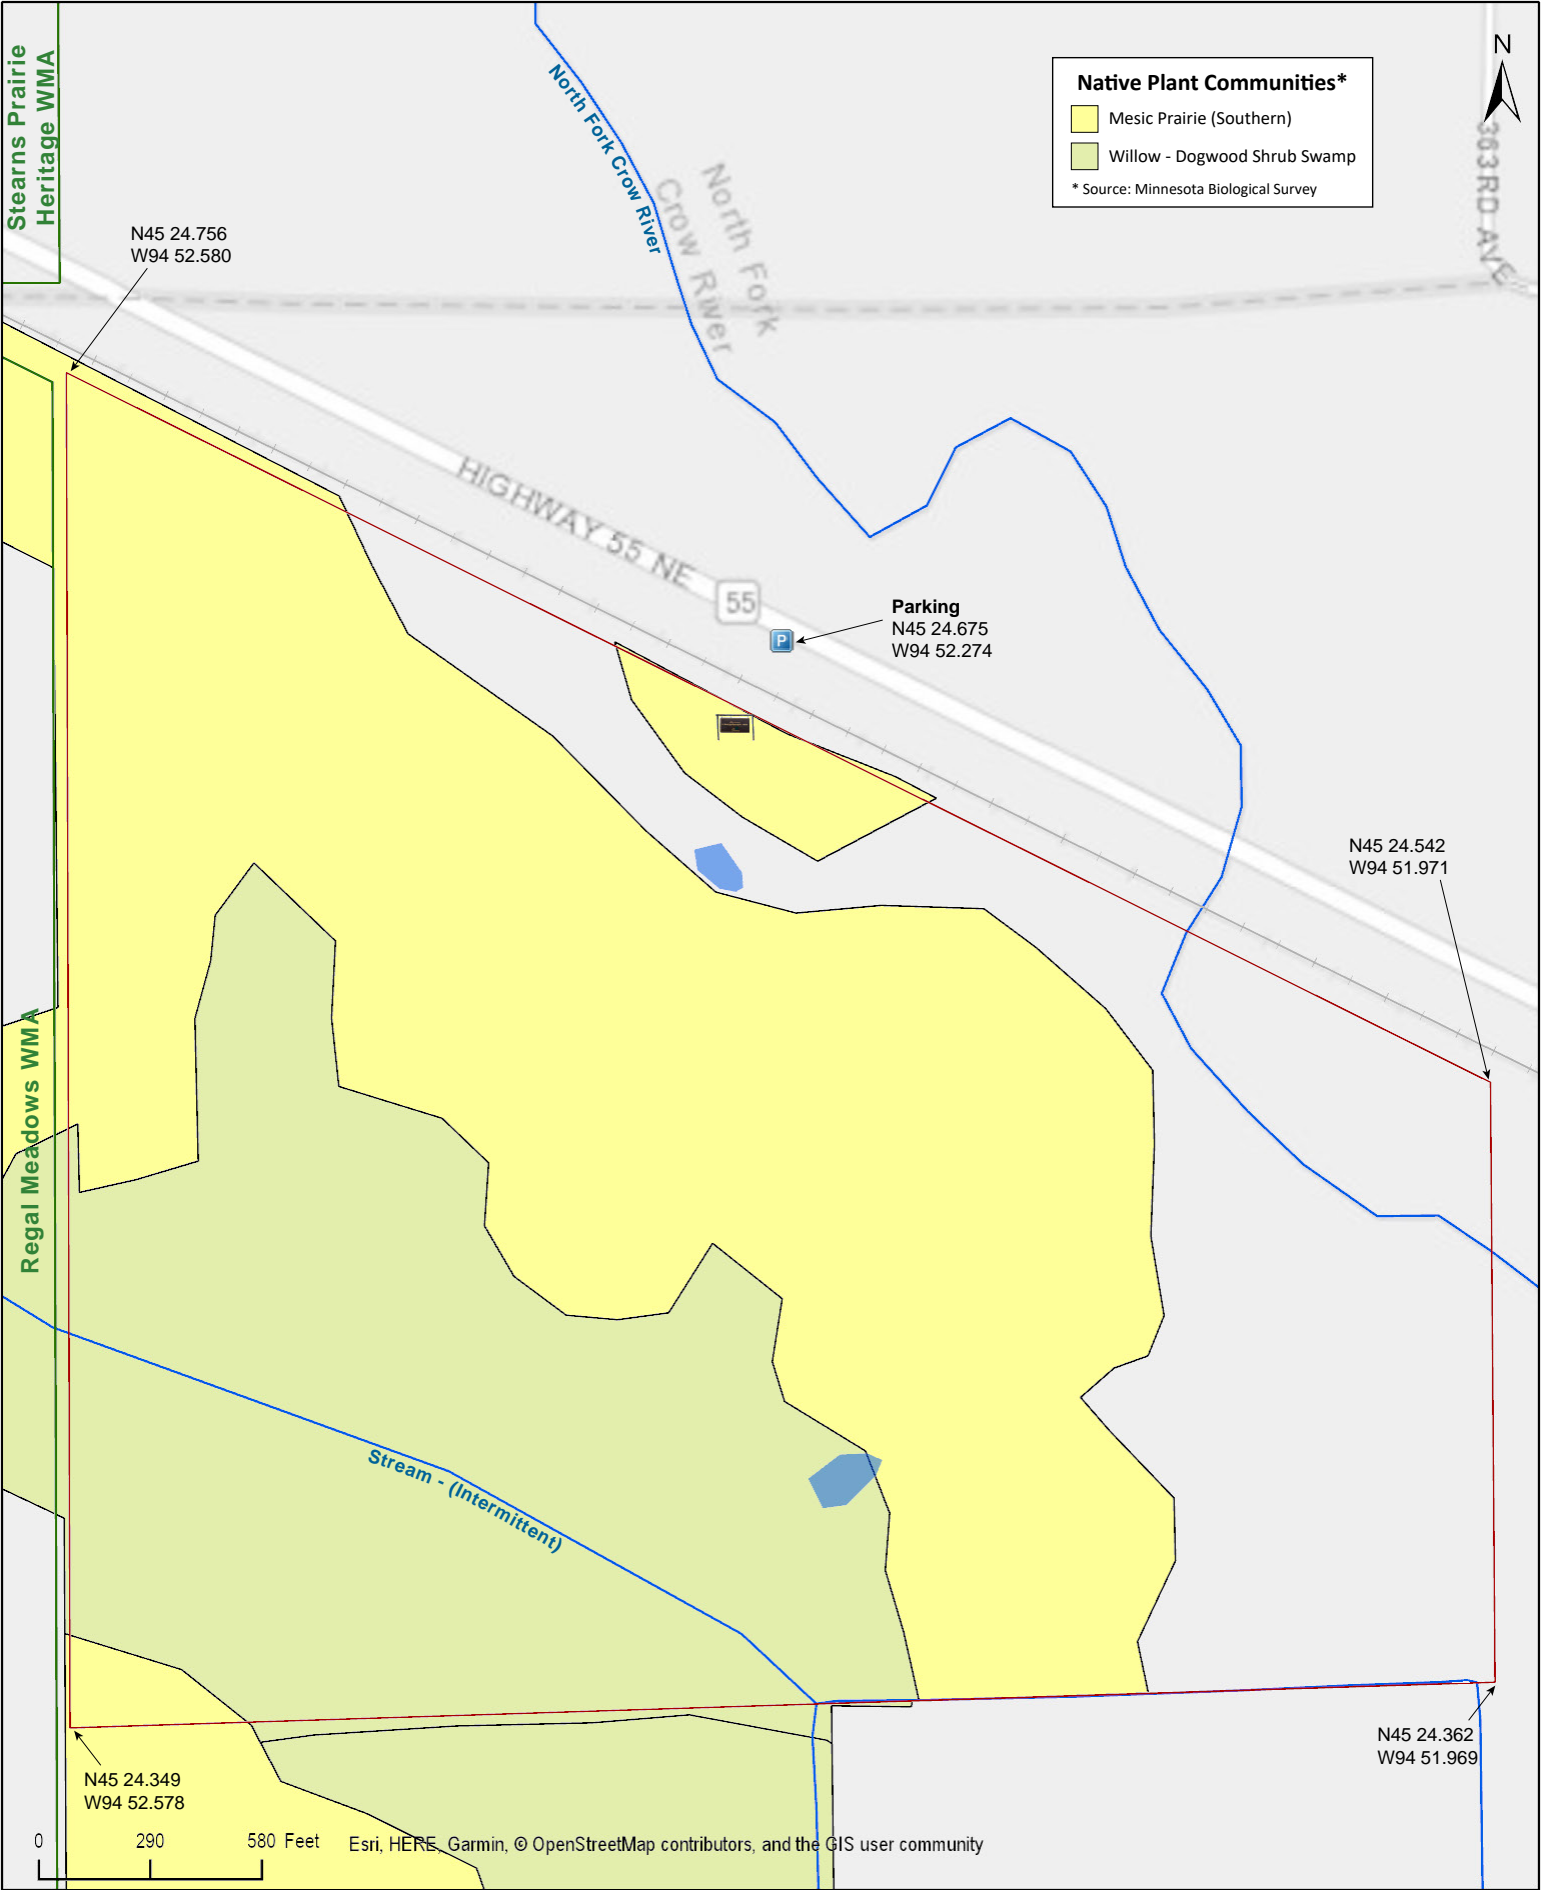 Stearns Prairie
Heritage WMA
North Fork Crow River
North Fork
Crow River
Native Plant Communities*
Mesic Prairie (Southern)
Willow - Dogwood Shrub Swamp
* Source: Minnesota Biological Survey
N
363RD AVE
N45 24.756
W94 52.580
HIGHWAY 55 NE
55
P
Parking
N45 24.675
W94 52.274
N45 24.542
W94 51.971
Regal Meadows WMA
Stream - (Intermittent)
N45 24.362
W94 51.969
N45 24.349
W94 52.578
0 290 580 Feet
Esri, HERE, Garmin, © OpenStreetMap contributors, and the GIS user community